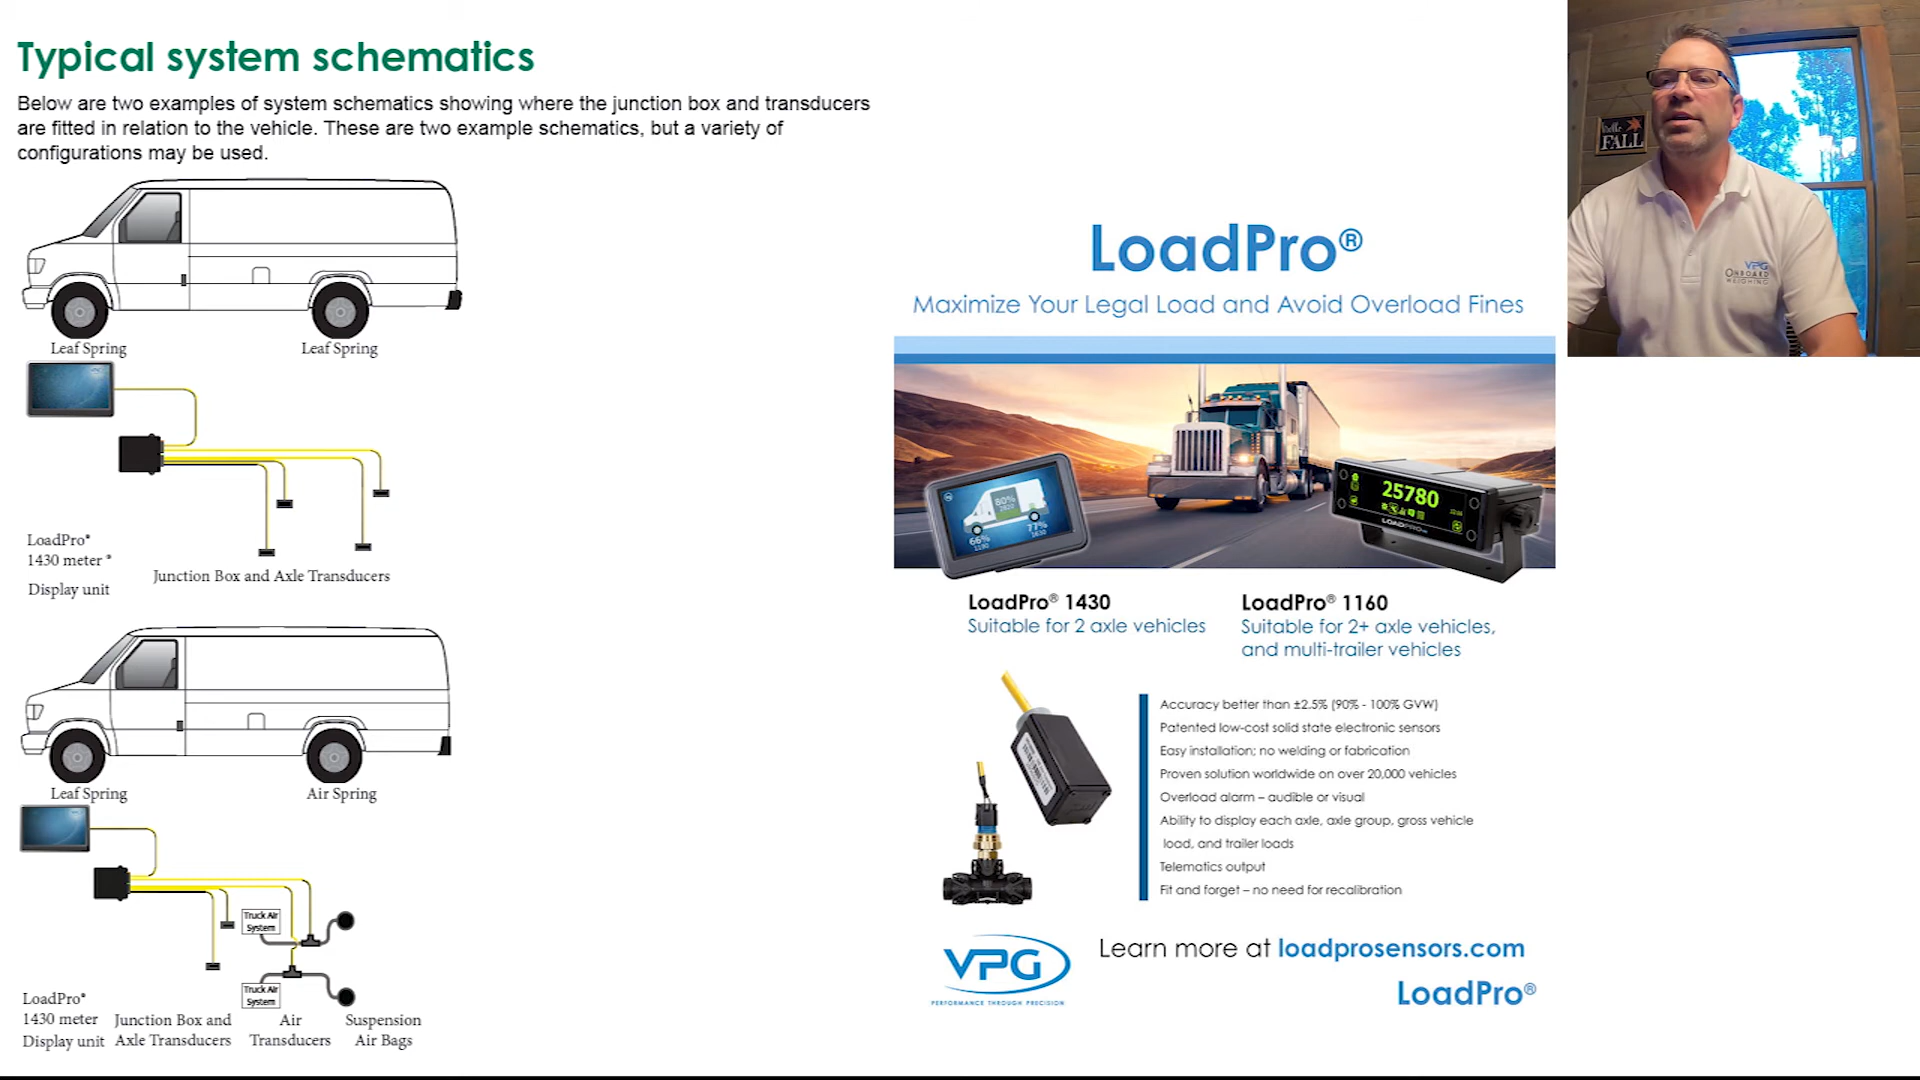 Typical system schematics
Below are two examples of system schematics showing where the junction box and transducers
are fitted in relation to the vehicle. These are two example schematics, but a variety of
configurations may be used.
Leaf Spring
Leaf Spring
LoadPro®
1430 meter ®
Display unit
Junction Box and Axle Transducers
Leaf Spring
Air Spring
Truck Air
System
Truck Air
System
LoadPro®
1430 meter
Display unit
Junction Box and
Axle Transducers
Air
Transducers
Suspension
Air Bags
LoadPro®
Maximize Your Legal Load and Avoid Overload Fines
80%
66%
77%
25780
LOADPRO
LoadPro® 1430
Suitable for 2 axle vehicles
LoadPro® 1160
Suitable for 2+ axle vehicles,
and multi-trailer vehicles
Accuracy better than ±2.5% (90% - 100% GVW)
Patented low-cost solid state electronic sensors
Easy installation; no welding or fabrication
Proven solution worldwide on over 20,000 vehicles
Overload alarm – audible or visual
Ability to display each axle, axle group, gross vehicle
load, and trailer loads
Telematics output
Fit and forget – no need for recalibration
VPG
PERFORMANCE THROUGH PRECISION
Learn more at loadprosensors.com
LoadPro®
FALL
VPG
ONBOARD
WEIGHING